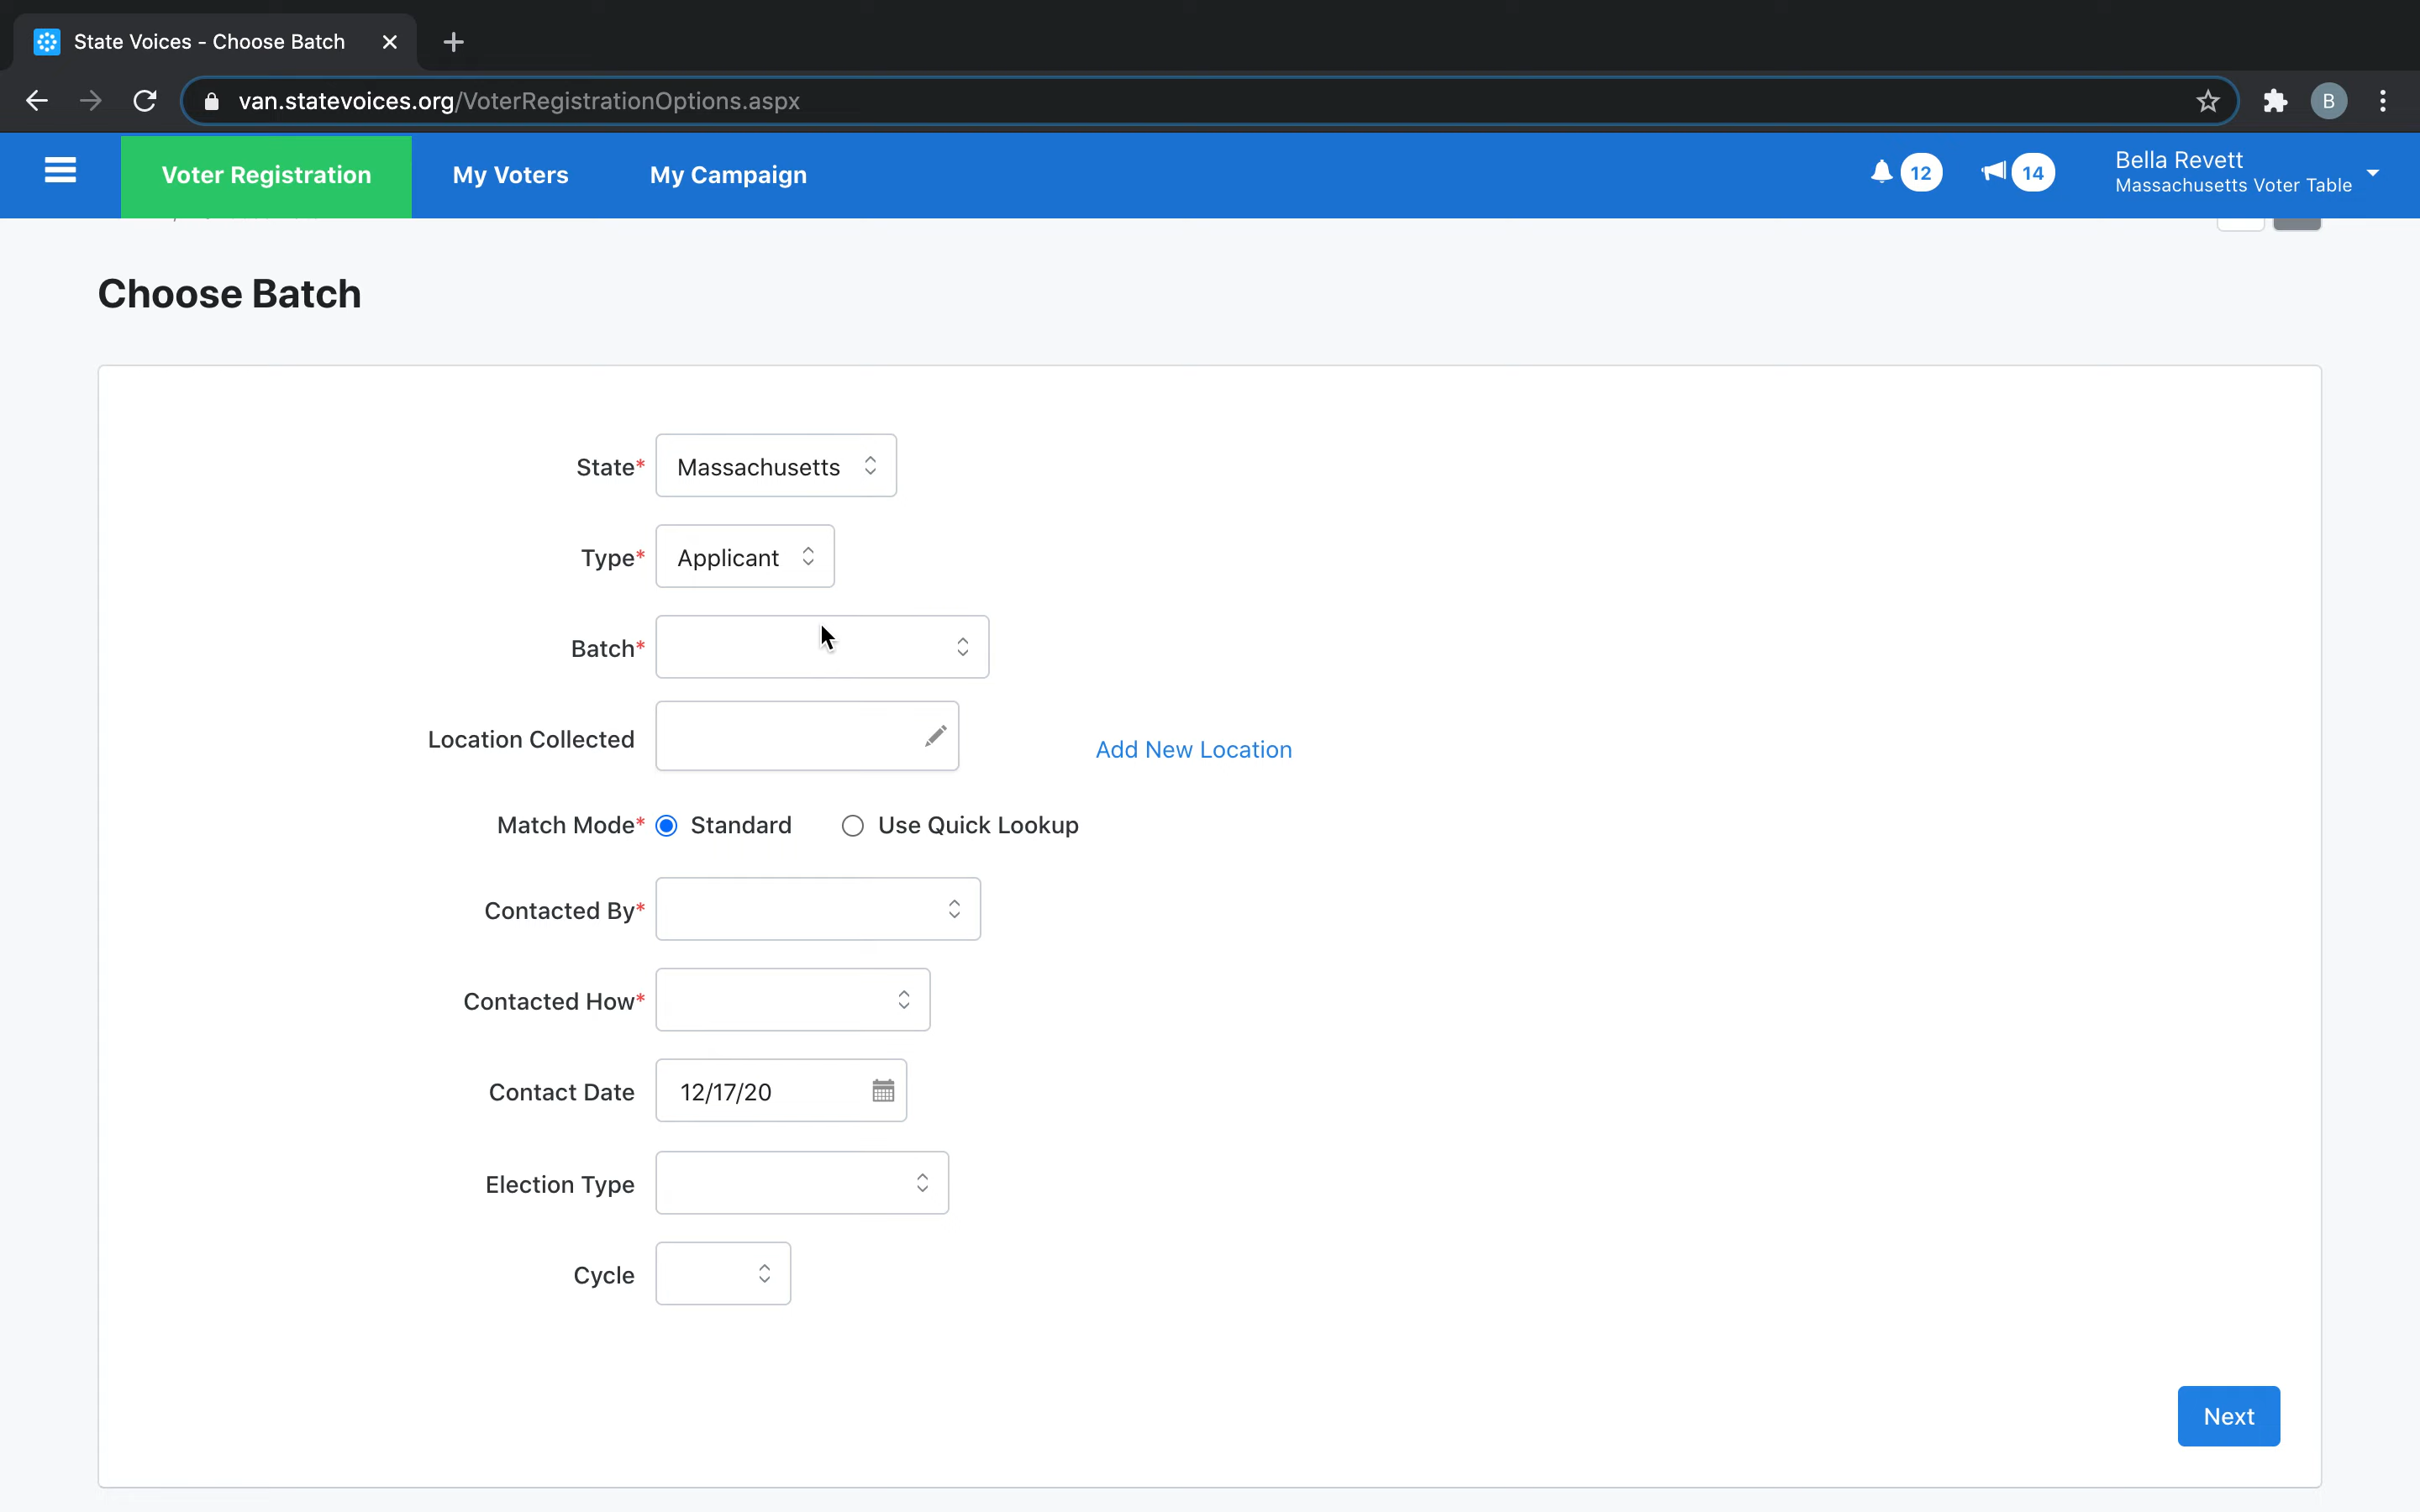 State Voices - Choose Batch
van.statevoices.org/VoterRegistrationOptions.aspx
B
Voter Registration
My Voters
My Campaign
12
14
Bella Revett
Massachusetts Voter Table
Choose Batch
State* Massachusetts
Type* Applicant
Batch*
Location Collected
Add New Location
Match Mode* Standard Use Quick Lookup
Contacted By*
Contacted How*
Contact Date 12/17/20
Election Type
Cycle
Next